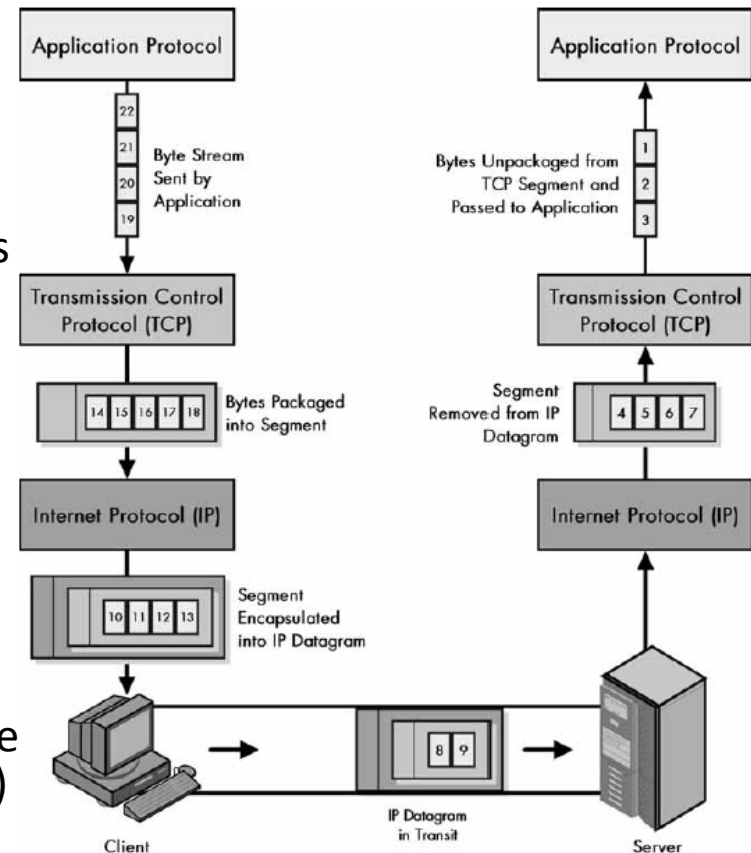 Application Protocol
22
21
20
19
Byte Stream
Sent by
Application
s
Transmission Control
Protocol (TCP)
14 15 16 17 18
Bytes Packaged
into Segment
Internet Protocol (IP)
10 11 12 13
Segment
Encapsulated
into IP Datagram
e
)
Client
8 9
IP Datagram
in Transit
Server
Internet Protocol (IP)
Segment
Removed from IP
Datagram
4 5 6 7
Transmission Control
Protocol (TCP)
Bytes Unpackaged from
TCP Segment and
Passed to Application
1
2
3
Application Protocol